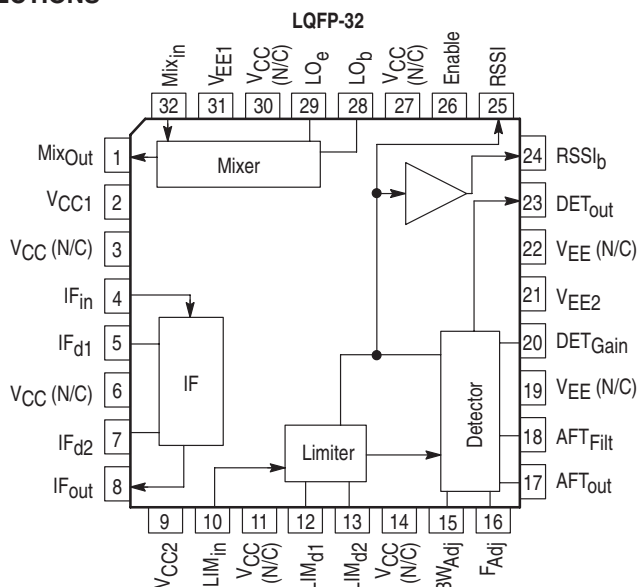 LQFP-32
Mixin
VEE1
VCC (N/C)
LOe
LOb
VCC (N/C)
Enable
RSSI
32
31
30
29
28
27
26
25
MixOut
1
VCC1
2
VCC (N/C)
3
IFin
4
IFd1
5
VCC (N/C)
6
IFd2
7
IFout
8
Mixer
IF
Limiter
Detector
24
RSSIb
23
DETout
22
VEE (N/C)
21
VEE2
20
DETGain
19
VEE (N/C)
18
AFTFilt
17
AFTout
9
10
11
12
13
14
15
16
VCC2
LIMin
VCC (N/C)
LIMd1
LIMd2
VCC (N/C)
BWAdj
FAdj